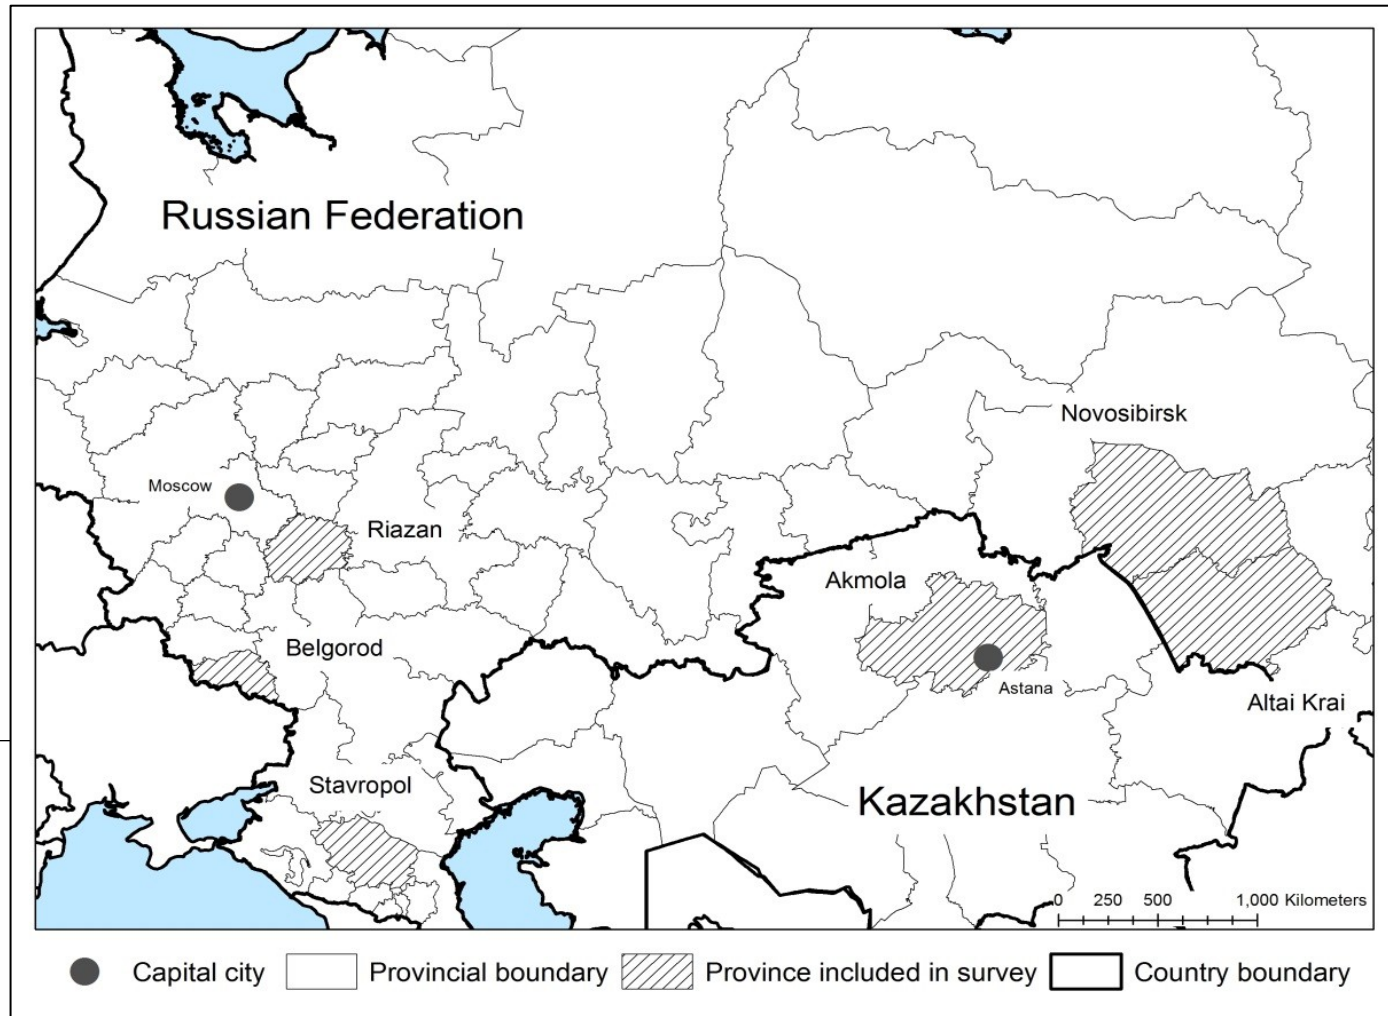 Russian Federation
Novosibirsk
Moscow
Riazan
Akmola
Belgorod
Astana
Altai Krai
Stavropol
Kazakhstan
0 250 500 1,000 Kilometers
Capital city Provincial boundary Province included in survey Country boundary